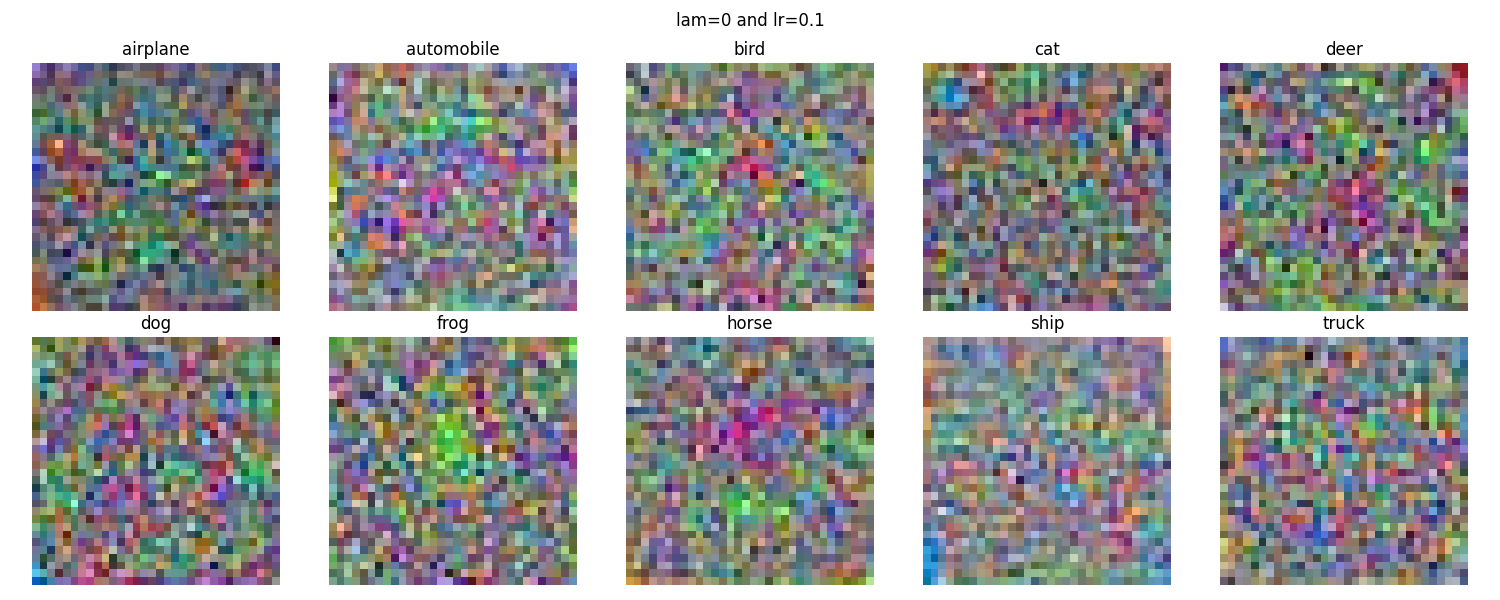 lam=0 and lr=0.1
airplane automobile bird cat deer
dog frog horse ship truck